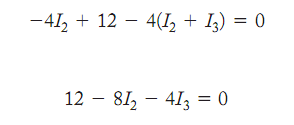 −4I₂ + 12 − 4(I₂ + I₃) = 0
12 − 8I₂ − 4I₃ = 0